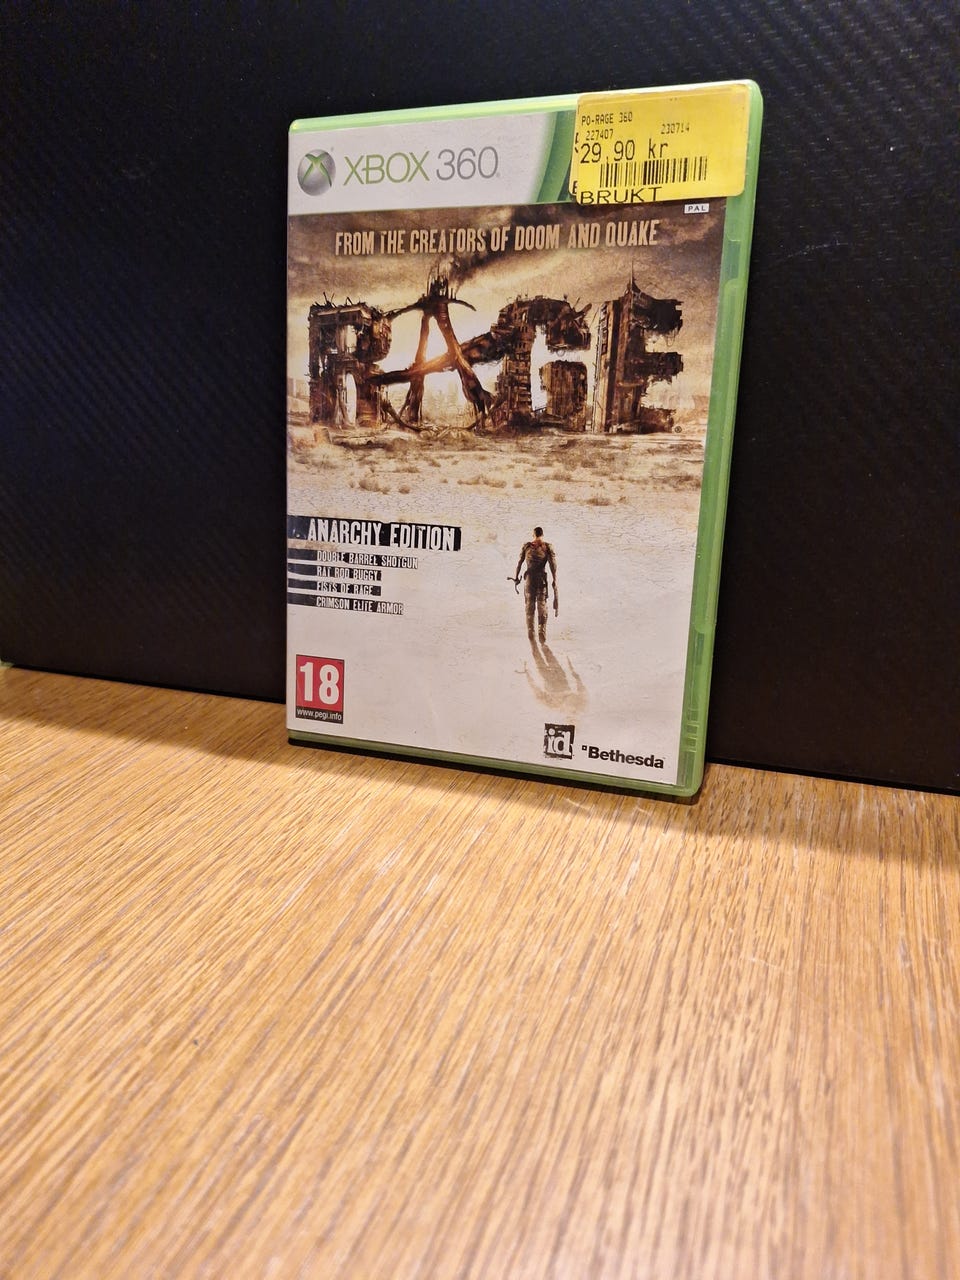 XBOX 360
PO-RAGE 360
227407 230714
29,90 kr
BRUKT
PAL
FROM THE CREATORS OF DOOM AND QUAKE
RAGE
ANARCHY EDITION
DOUBLE BARREL SHOTGUN
RAT ROD BUGGY
FISTS OF RAGE
CRIMSON ELITE ARMOR
18
www.pegi.info
id
Bethesda